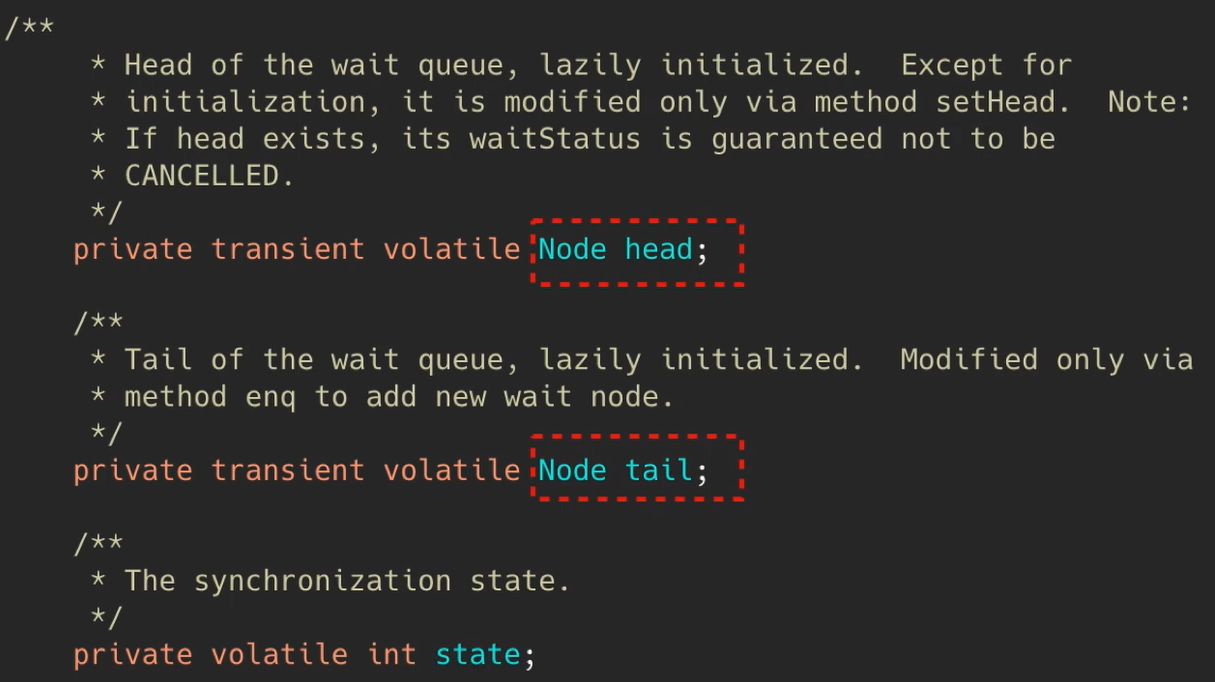 /**
* Head of the wait queue, lazily initialized.  Except for
* initialization, it is modified only via method setHead.  Note:
* If head exists, its waitStatus is guaranteed not to be
* CANCELLED.
*/
private transient volatile Node head;
/**
* Tail of the wait queue, lazily initialized.  Modified only via
* method enq to add new wait node.
*/
private transient volatile Node tail;
/**
* The synchronization state.
*/
private volatile int state;